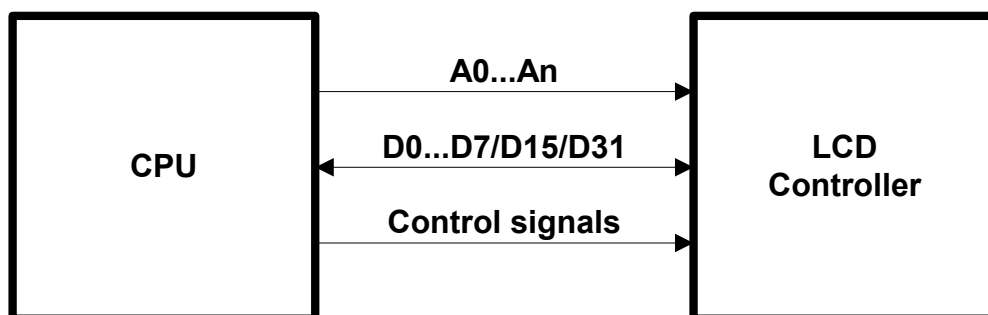 CPU
A0...An
D0...D7/D15/D31
Control signals
LCD
Controller